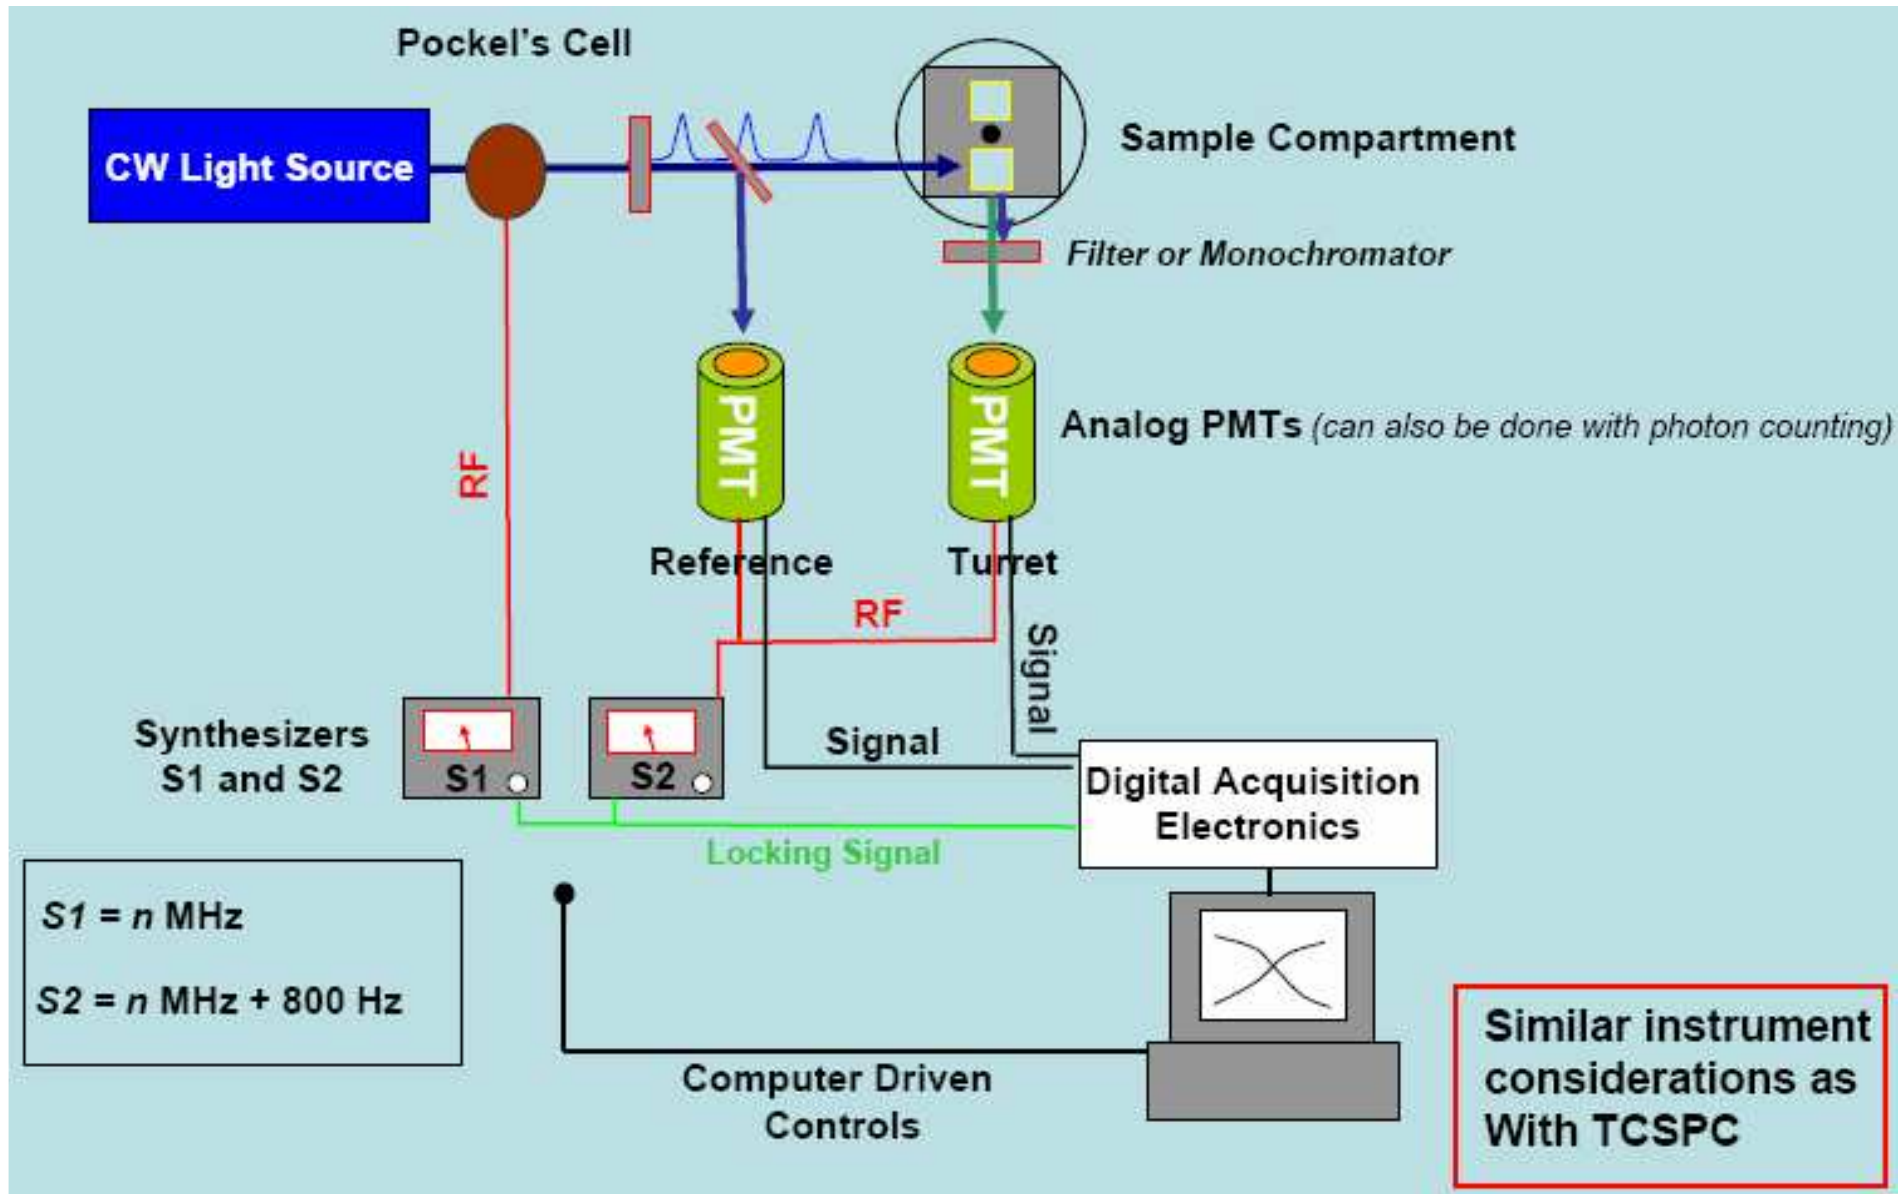 Pockel's Cell
CW Light Source
Sample Compartment
Filter or Monochromator
PMT
PMT
Analog PMTs (can also be done with photon counting)
RF
Reference
Turret
RF
Signal
Synthesizers
S1 and S2
S1
S2
Signal
Digital Acquisition
Electronics
Locking Signal
S1 = n MHz
S2 = n MHz + 800 Hz
Computer Driven
Controls
Similar instrument
considerations as
With TCSPC